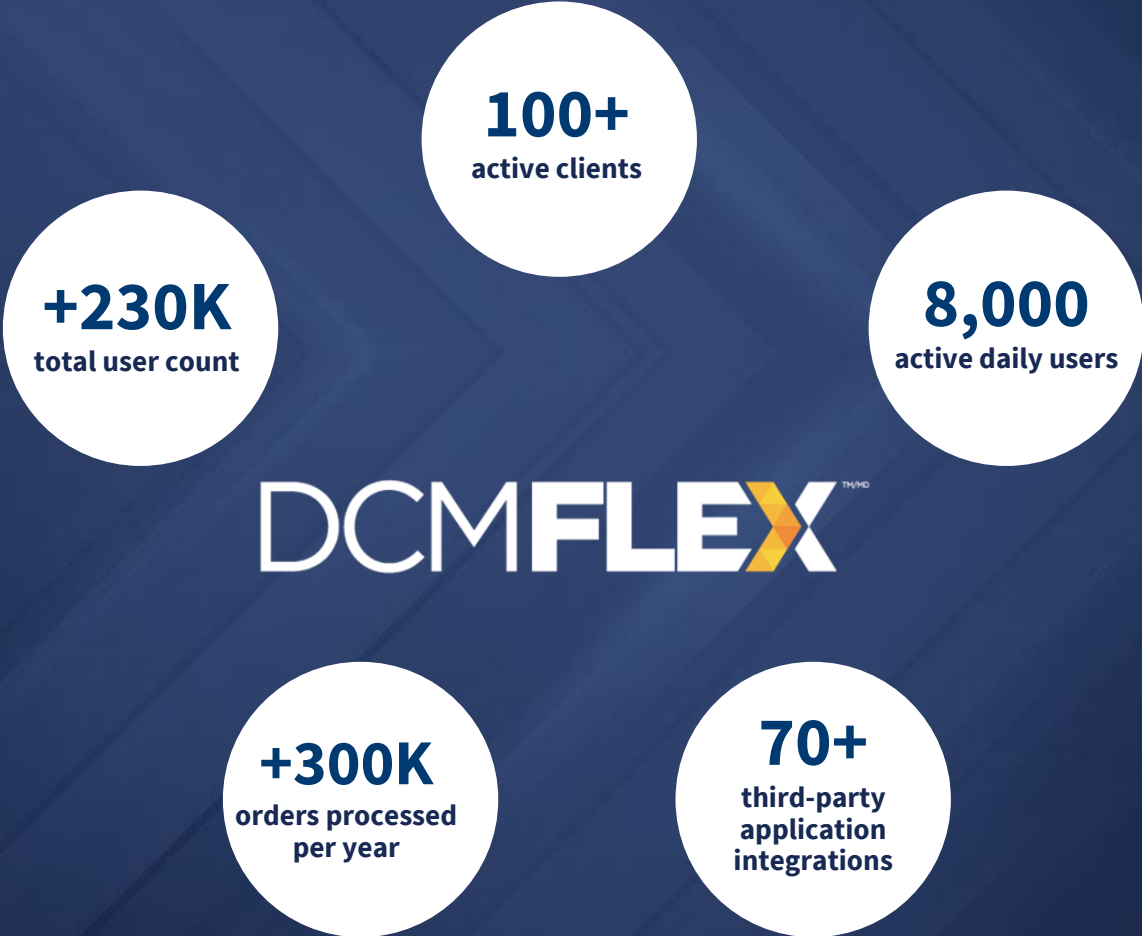 100+
active clients
+230K
total user count
8,000
active daily users
DCMFLEX TM/MD
+300K
orders processed
per year
70+
third-party
application
integrations